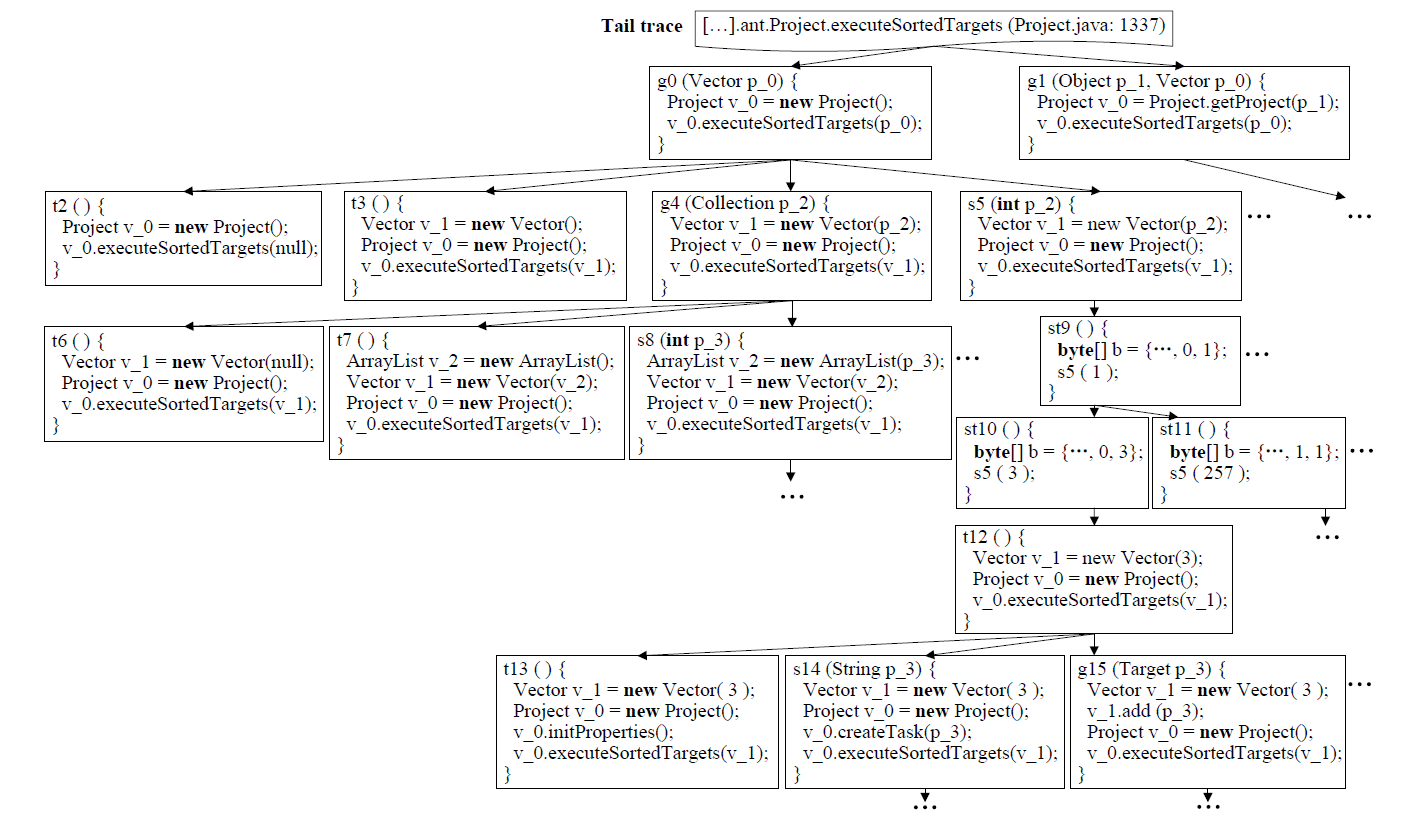 Tail trace
[…].ant.Project.executeSortedTargets (Project.java: 1337)
g0 (Vector p_0) {
Project v_0 = new Project();
v_0.executeSortedTargets(p_0);
}
g1 (Object p_1, Vector p_0) {
Project v_0 = Project.getProject(p_1);
v_0.executeSortedTargets(p_0);
}
t2 ( ) {
Project v_0 = new Project();
v_0.executeSortedTargets(null);
}
t3 ( ) {
Vector v_1 = new Vector();
Project v_0 = new Project();
v_0.executeSortedTargets(v_1);
}
g4 (Collection p_2) {
Vector v_1 = new Vector(p_2);
Project v_0 = new Project();
v_0.executeSortedTargets(v_1);
}
s5 (int p_2) {
Vector v_1 = new Vector(p_2);
Project v_0 = new Project();
v_0.executeSortedTargets(v_1);
}
…
…
t6 ( ) {
Vector v_1 = new Vector(null);
Project v_0 = new Project();
v_0.executeSortedTargets(v_1);
}
t7 ( ) {
ArrayList v_2 = new ArrayList();
Vector v_1 = new Vector(v_2);
Project v_0 = new Project();
v_0.executeSortedTargets(v_1);
}
s8 (int p_3) {
ArrayList v_2 = new ArrayList(p_3);
Vector v_1 = new Vector(v_2);
Project v_0 = new Project();
v_0.executeSortedTargets(v_1);
}
…
…
st9 ( ) {
byte[] b = {…, 0, 1};
s5 ( 1 );
}
…
st10 ( ) {
byte[] b = {…, 0, 3};
s5 ( 3 );
}
st11 ( ) {
byte[] b = {…, 1, 1};
s5 ( 257 );
}
…
…
t12 ( ) {
Vector v_1 = new Vector(3);
Project v_0 = new Project();
v_0.executeSortedTargets(v_1);
}
t13 ( ) {
Vector v_1 = new Vector( 3 );
Project v_0 = new Project();
v_0.initProperties();
v_0.executeSortedTargets(v_1);
}
s14 (String p_3) {
Vector v_1 = new Vector( 3 );
Project v_0 = new Project();
v_0.createTask(p_3);
v_0.executeSortedTargets(v_1);
}
…
g15 (Target p_3) {
Vector v_1 = new Vector( 3 );
v_1.add (p_3);
Project v_0 = new Project();
v_0.executeSortedTargets(v_1);
}
…
…